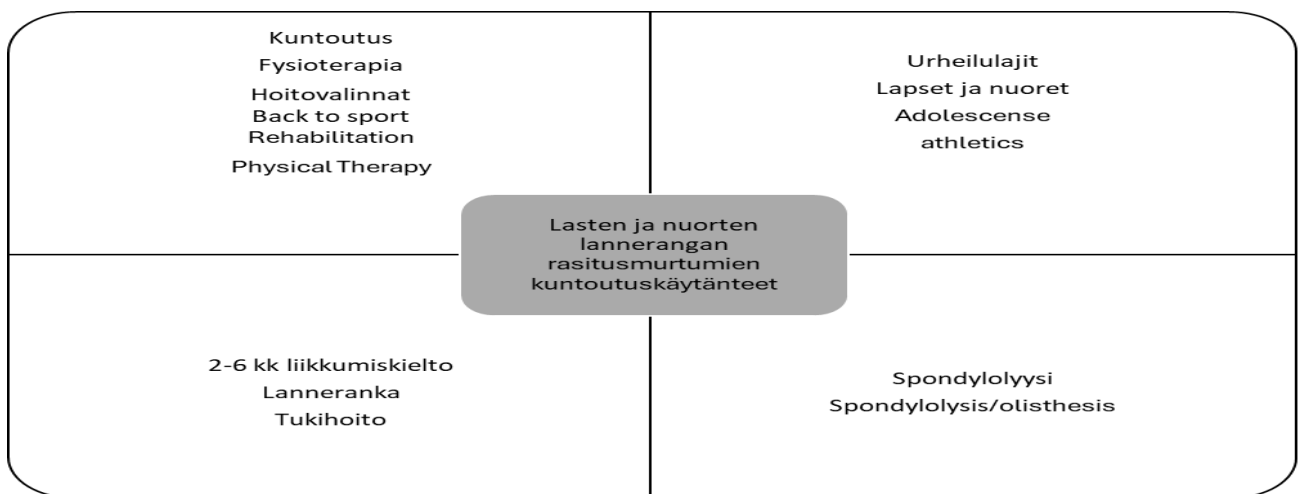 Kuntoutus
Fysioterapia
Hoitovalinnat
Back to sport
Rehabilitation
Physical Therapy
Urheilulajit
Lapset ja nuoret
Adolescense
athletics
Lasten ja nuorten
lannerangan
rasitusmurtumien
kuntoutuskäytänteet
2-6 kk liikkumiskielto
Lanneranka
Tukihoito
Spondylolyysi
Spondylolysis/olisthesis